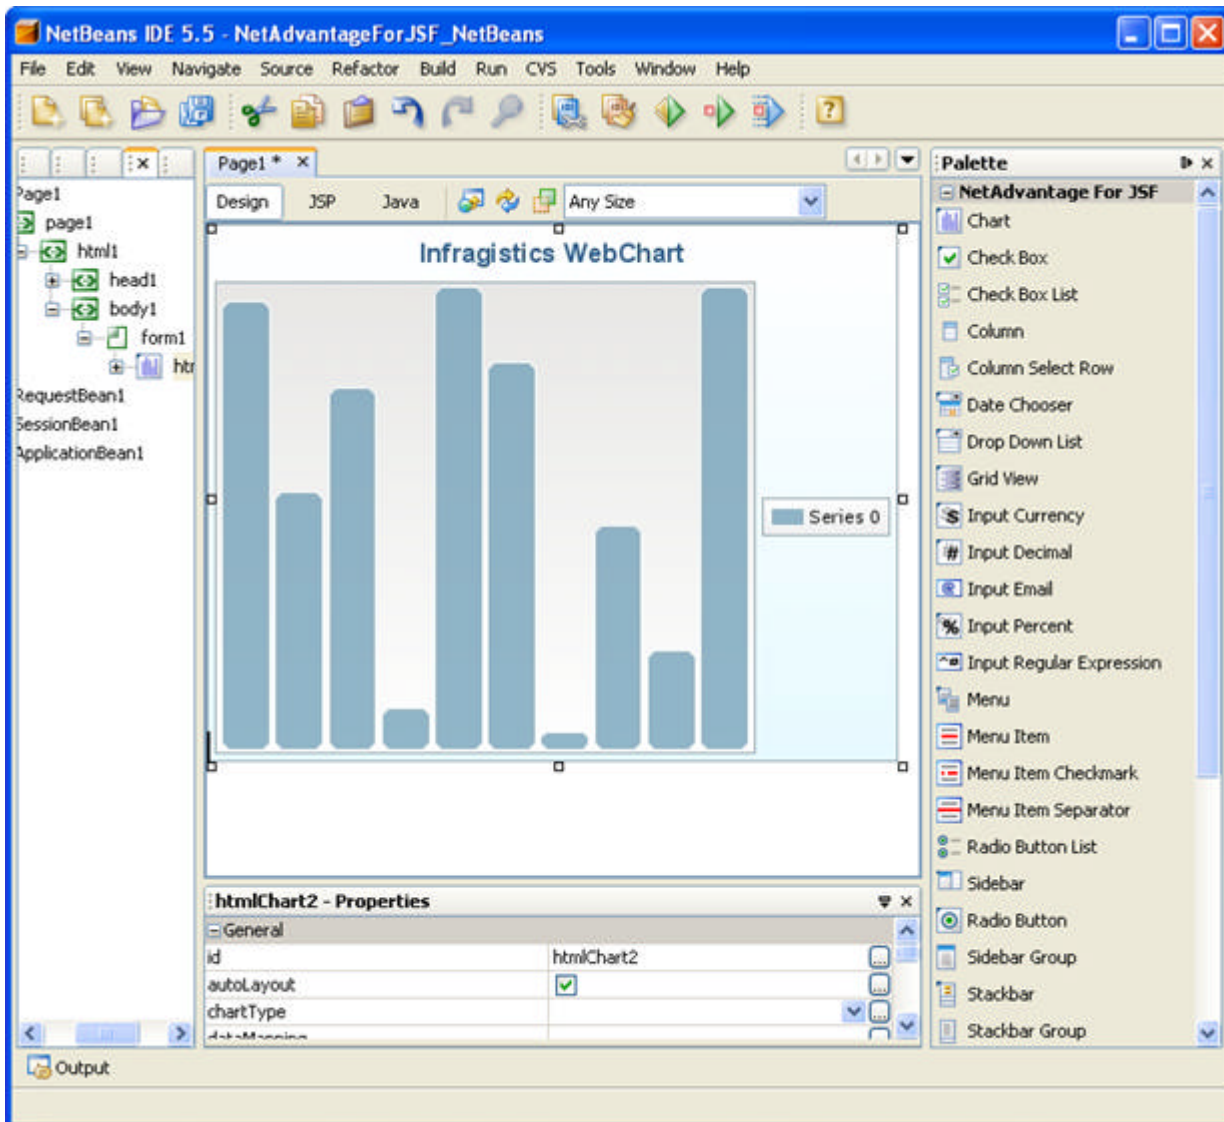 NetBeans IDE 5.5 - NetAdvantageForJSF_NetBeans
File Edit View Navigate Source Refactor Build Run CVS Tools Window Help
Page1 *
Palette
Page1
page1
html1
head1
body1
form1
RequestBean1
SessionBean1
ApplicationBean1
Design JSP Java Any Size
Infragistics WebChart
Series 0
NetAdvantage For JSF
Chart
Check Box
Check Box List
Column
Column Select Row
Date Chooser
Drop Down List
Grid View
Input Currency
Input Decimal
Input Email
Input Percent
Input Regular Expression
Menu
Menu Item
Menu Item Checkmark
Menu Item Separator
Radio Button List
Sidebar
Radio Button
Sidebar Group
Stackbar
Stackbar Group
htmlChart2 - Properties
General
id htmlChart2
autoLayout
chartType
dataMapping
Output